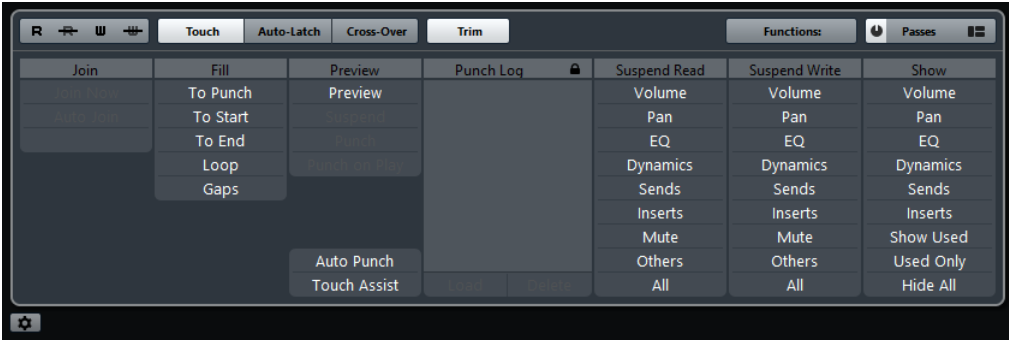 R R W W Touch Auto-Latch Cross-Over Trim Functions: Passes
Join Fill Preview Punch Log Suspend Read Suspend Write Show
Join Now To Punch Preview Volume Volume Volume
Auto Join To Start Suspend Pan Pan Pan
To End Punch EQ EQ EQ
Loop Punch on Play Dynamics Dynamics Dynamics
Gaps Sends Sends Sends
Inserts Inserts Inserts
Mute Mute Show Used
Auto Punch Others Others Used Only
Touch Assist Load Delete All All Hide All